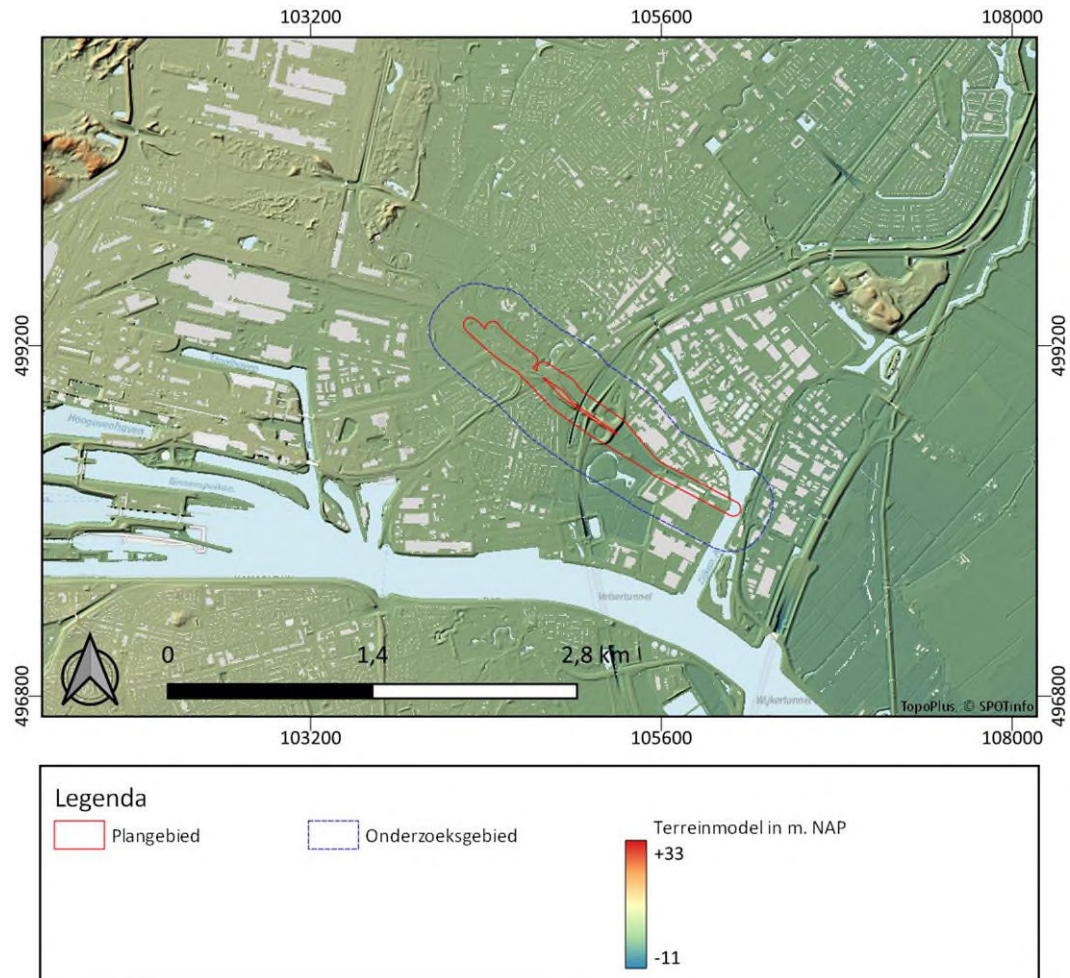 103200 105600 108000
499200 499200
Hoogovenhaven
Binnenspuikan.
Velsertunnel
0 1,4 2,8 km
496800 496800
Wijkertunnel
TopoPlus, © SPOTinfo
103200 105600 108000
Legenda
Plangebied Onderzoeksgebied Terreinmodel in m. NAP
+33
-11